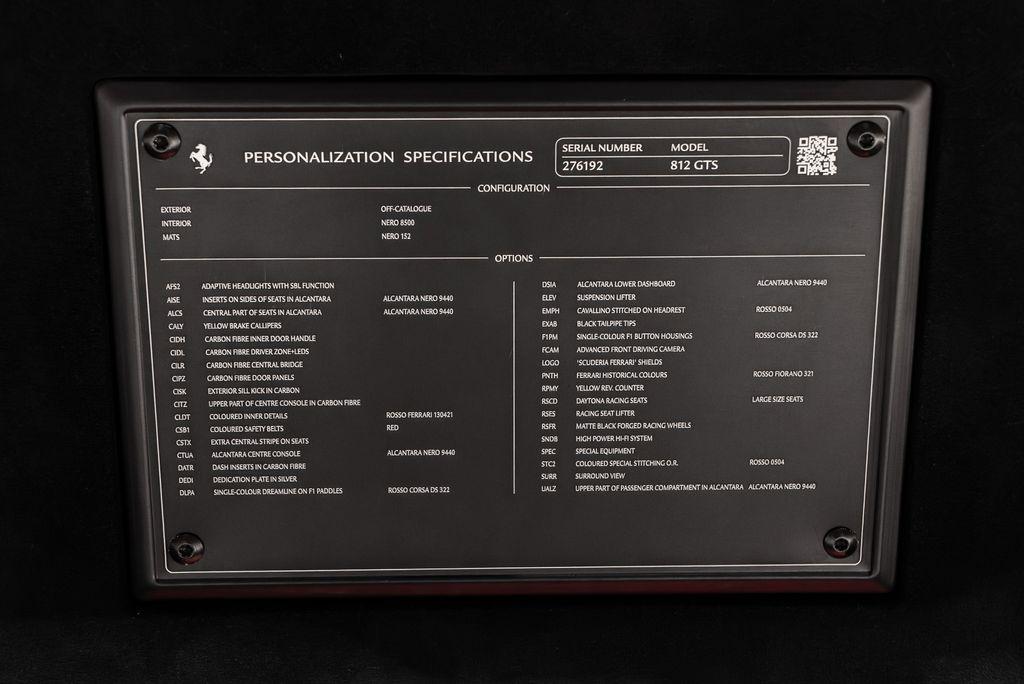 PERSONALIZATION SPECIFICATIONS
SERIAL NUMBER MODEL
276192 812 GTS
CONFIGURATION
EXTERIOR OFF-CATALOGUE
INTERIOR NERO 8500
MATS NERO 152
OPTIONS
AFS2 ADAPTIVE HEADLIGHTS WITH SBL FUNCTION
AISE INSERTS ON SIDES OF SEATS IN ALCANTARA ALCANTARA NERO 9440
ALCS CENTRAL PART OF SEATS IN ALCANTARA ALCANTARA NERO 9440
CALY YELLOW BRAKE CALLIPERS
CIDH CARBON FIBRE INNER DOOR HANDLE
CIDL CARBON FIBRE DRIVER ZONE+LEDS
CILR CARBON FIBRE CENTRAL BRIDGE
CIPZ CARBON FIBRE DOOR PANELS
CISK EXTERIOR SILL KICK IN CARBON
CITZ UPPER PART OF CENTRE CONSOLE IN CARBON FIBRE
CLDT COLOURED INNER DETAILS ROSSO FERRARI 130421
CSB1 COLOURED SAFETY BELTS RED
CSTX EXTRA CENTRAL STRIPE ON SEATS
CTUA ALCANTARA CENTRE CONSOLE ALCANTARA NERO 9440
DATR DASH INSERTS IN CARBON FIBRE
DEDI DEDICATION PLATE IN SILVER
DLPA SINGLE-COLOUR DREAMLINE ON F1 PADDLES ROSSO CORSA DS 322
DSIA ALCANTARA LOWER DASHBOARD ALCANTARA NERO 9440
ELEV SUSPENSION LIFTER
EMPH CAVALLINO STITCHED ON HEADREST ROSSO 0504
EXAB BLACK TAILPIPE TIPS
F1PM SINGLE-COLOUR F1 BUTTON HOUSINGS ROSSO CORSA DS 322
FCAM ADVANCED FRONT DRIVING CAMERA
LOGO 'SCUDERIA FERRARI' SHIELDS
PNTH FERRARI HISTORICAL COLOURS ROSSO FIORANO 321
RPMY YELLOW REV. COUNTER
RSCD DAYTONA RACING SEATS LARGE SIZE SEATS
RSES RACING SEAT LIFTER
RSFR MATTE BLACK FORGED RACING WHEELS
SNDB HIGH POWER HI-FI SYSTEM
SPEC SPECIAL EQUIPMENT
STC2 COLOURED SPECIAL STITCHING O.R. ROSSO 0504
SURR SURROUND VIEW
UALZ UPPER PART OF PASSENGER COMPARTMENT IN ALCANTARA ALCANTARA NERO 9440